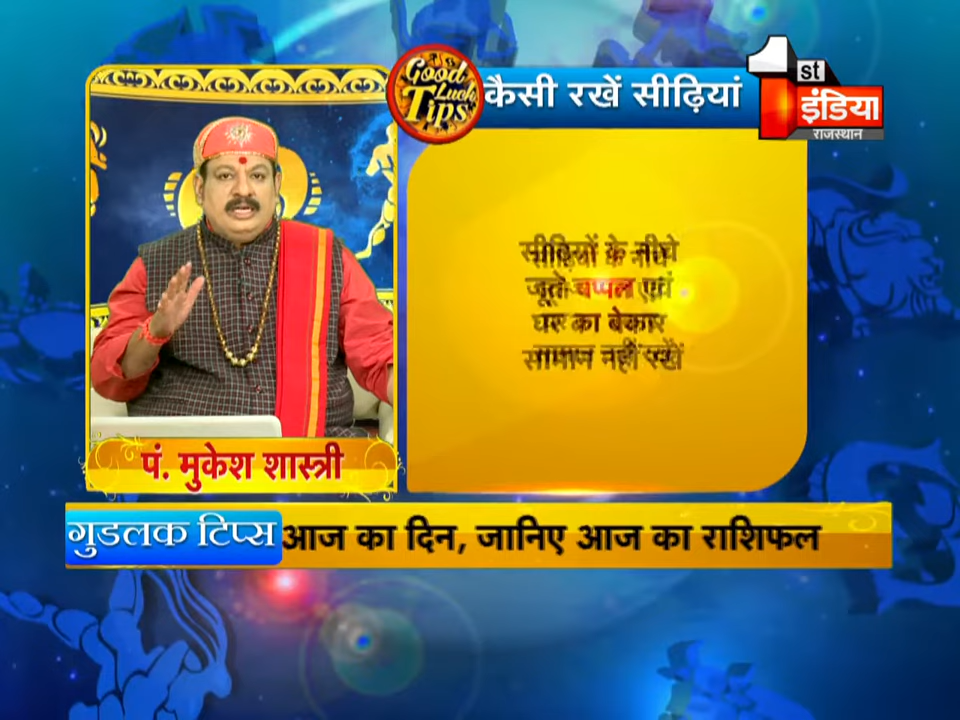 Good Luck Tips
कैसी रखें सीढ़ियां
1st
इंडिया
राजस्थान
सीढ़ियों के नीचे
जूते चप्पल एवं
घर का बेकार
सामान नहीं रखें
पं. मुकेश शास्त्री
गुडलक टिप्स
आज का दिन, जानिए आज का राशिफल